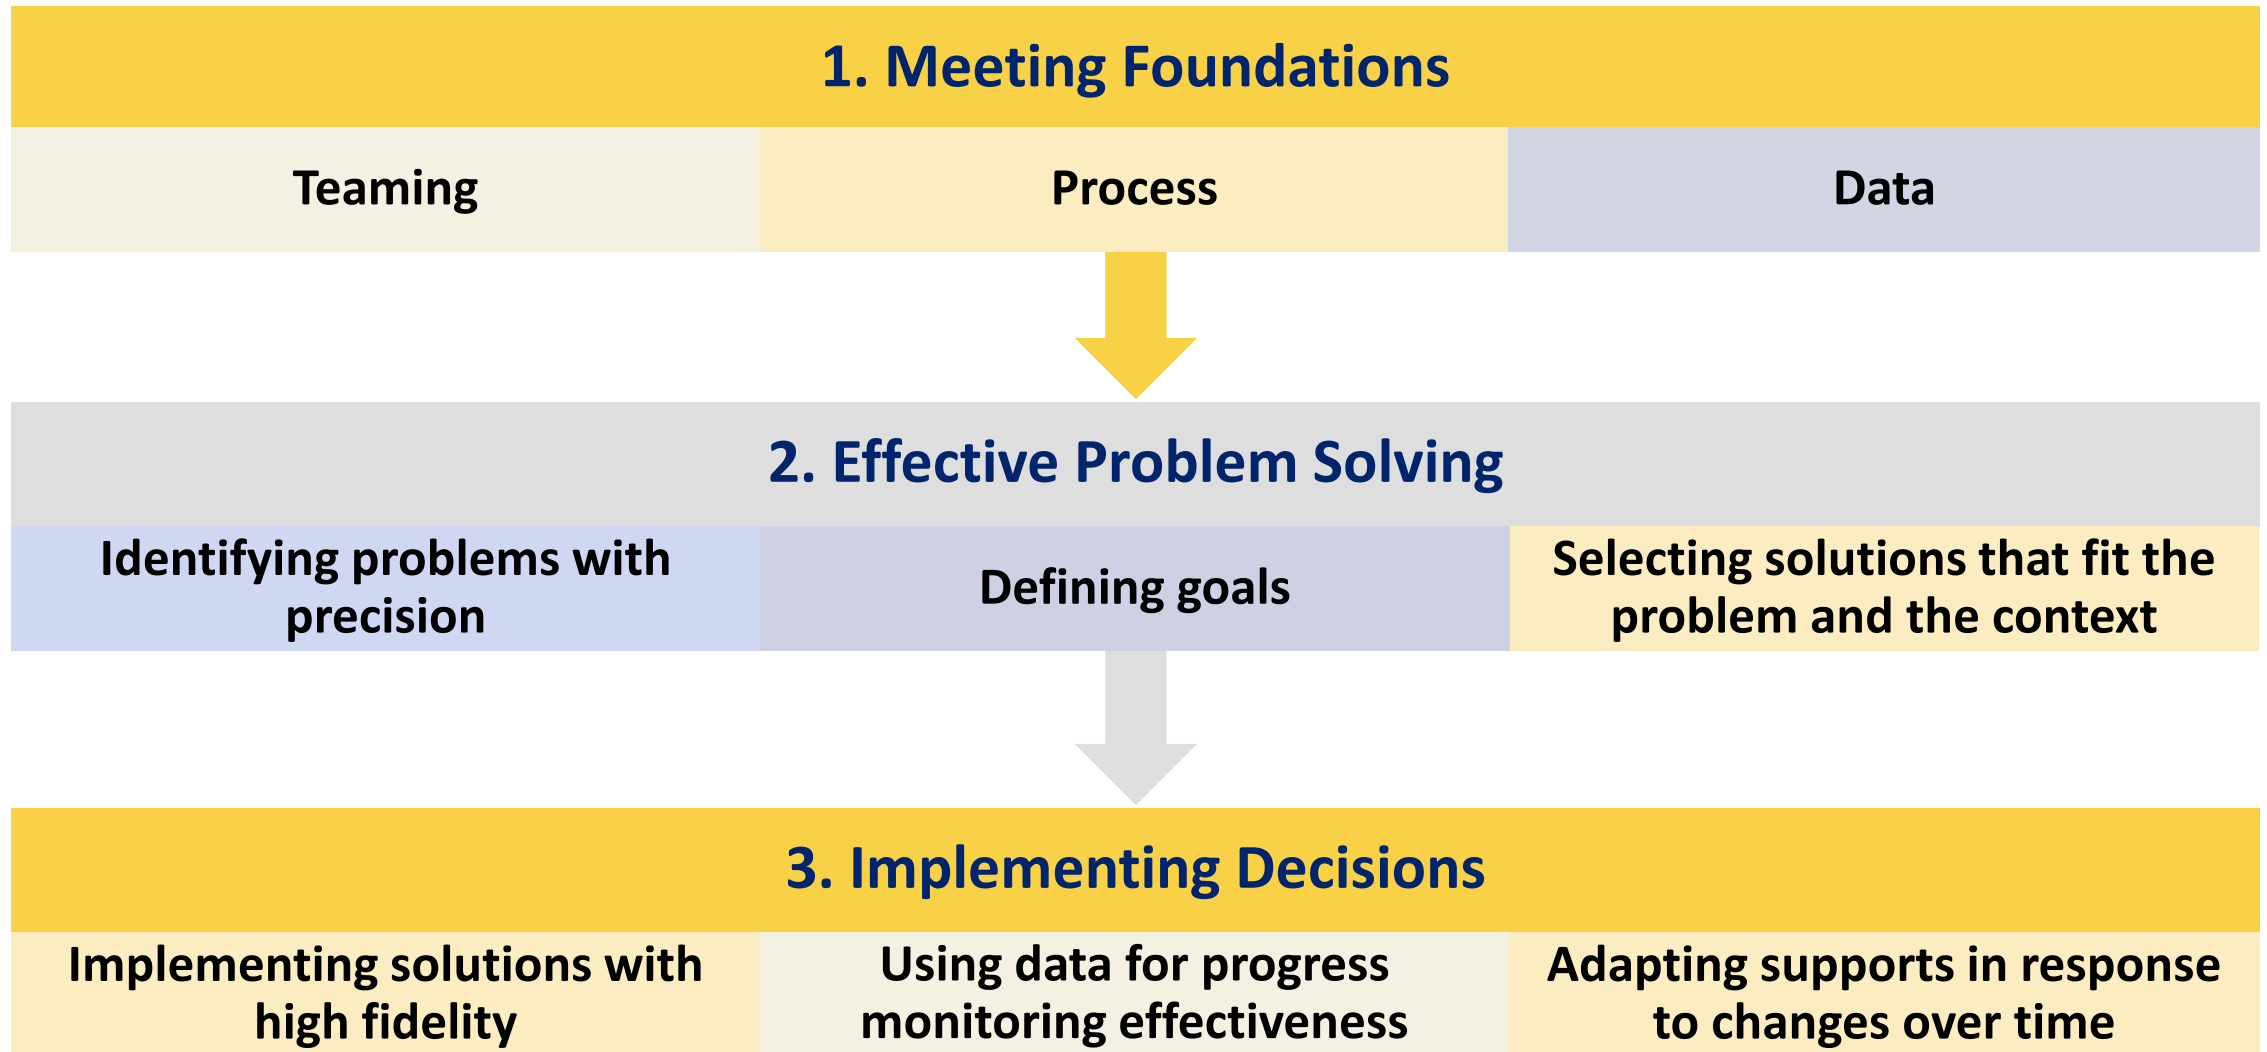 1. Meeting Foundations
Teaming
Process
Data
2. Effective Problem Solving
Identifying problems with
precision
Defining goals
Selecting solutions that fit the
problem and the context
3. Implementing Decisions
Implementing solutions with
high fidelity
Using data for progress
monitoring effectiveness
Adapting supports in response
to changes over time